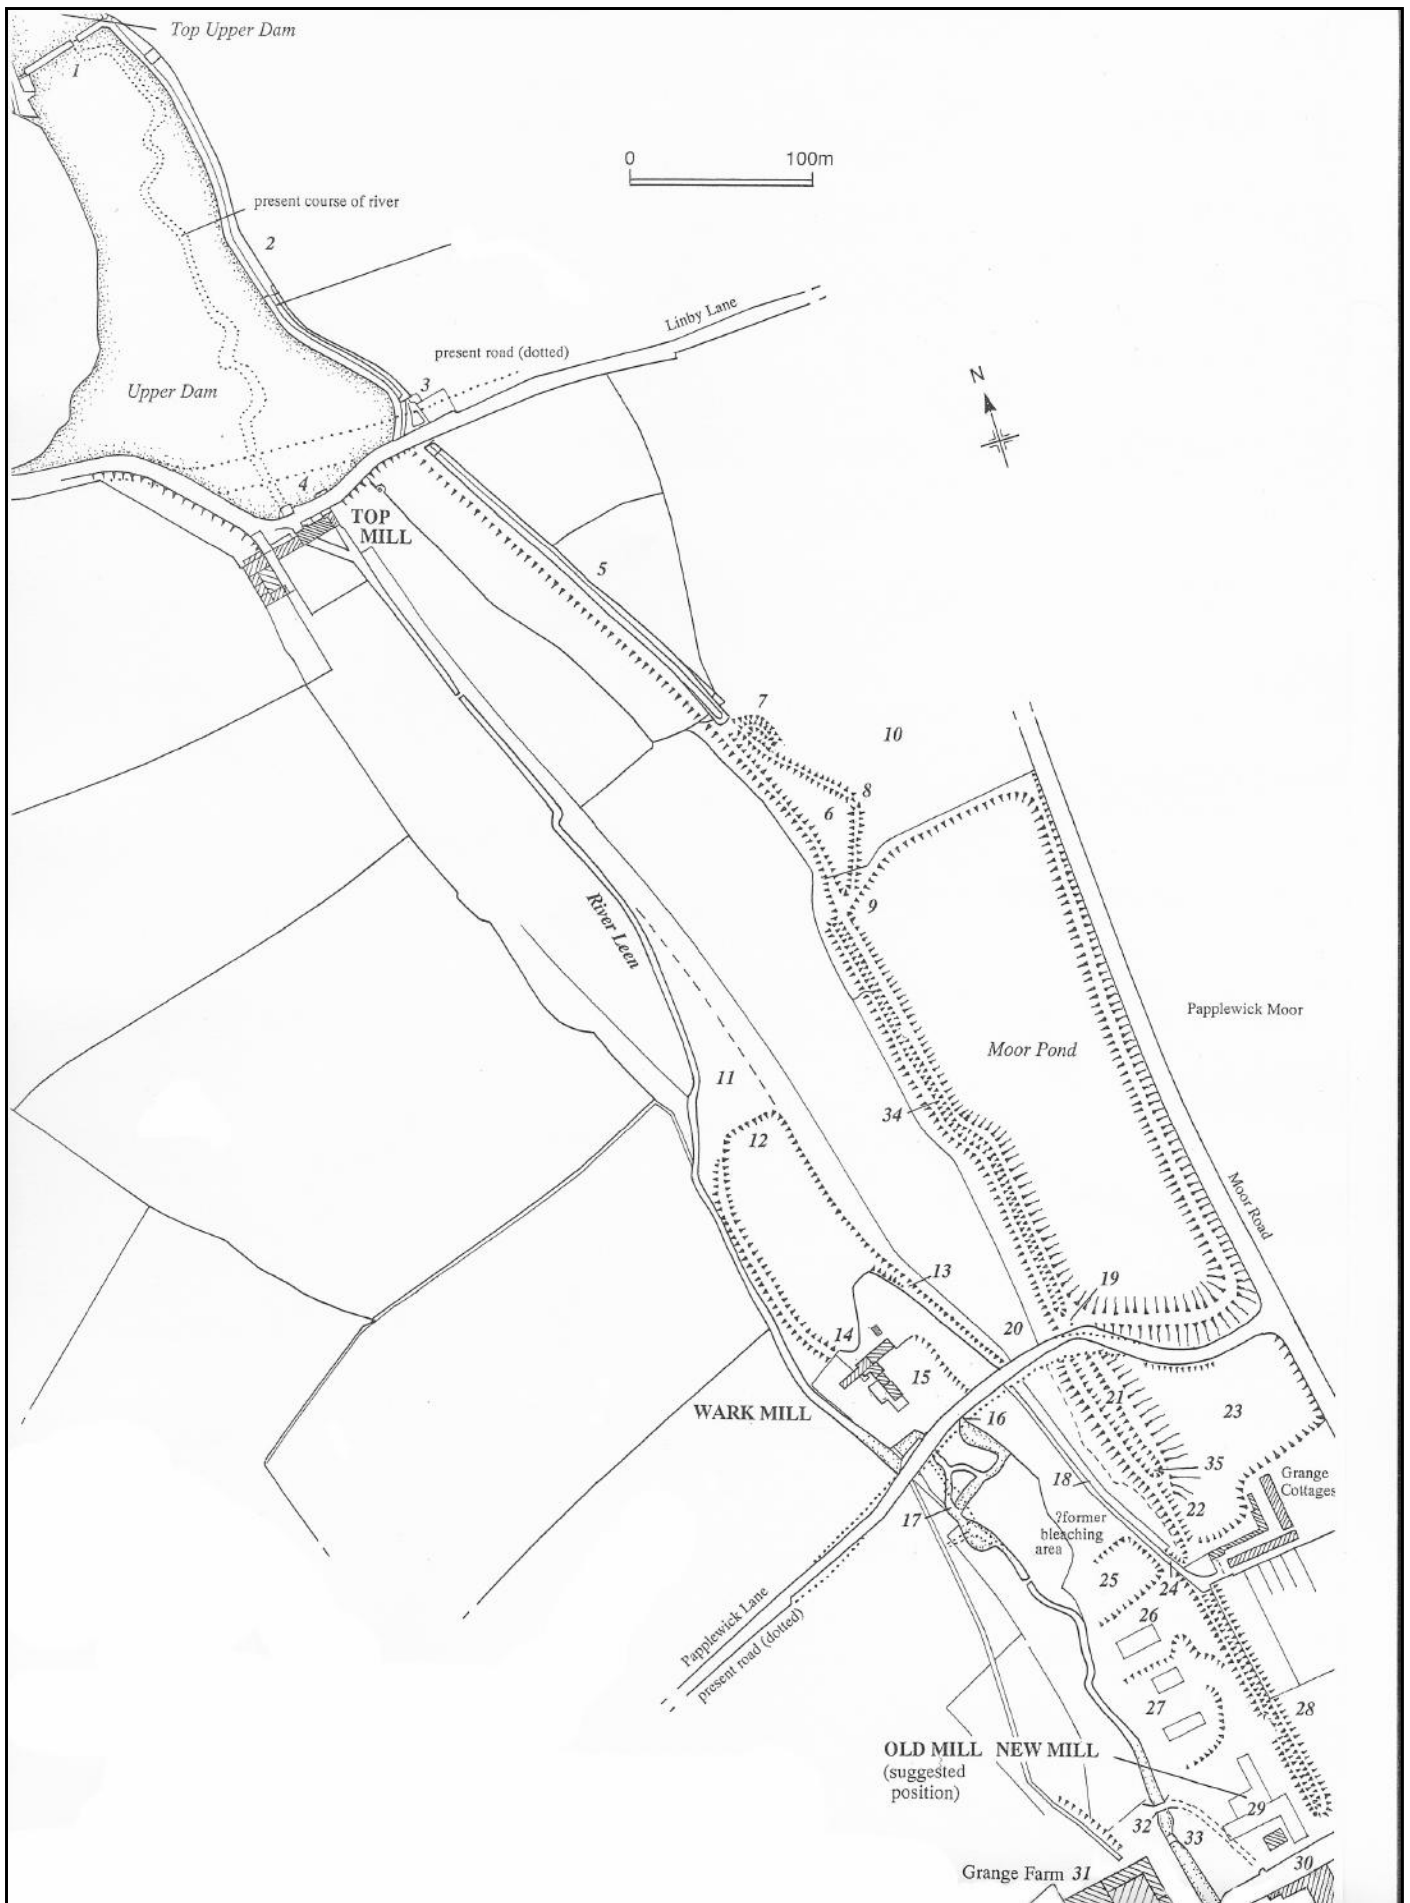 Top Upper Dam
1
0 100m
present course of river
2
Linby Lane
present road (dotted)
N
3
Upper Dam
4
TOP
MILL
5
7
10
8
6
9
River Leen
Papplewick Moor
Moor Pond
11
34
12
Moor Road
13
19
20
14
15
21
23
WARK MILL
16
35
18
Grange
Cottages
22
17
?former
bleaching
area
25
24
26
Papplewick Lane
present road (dotted)
27
28
OLD MILL NEW MILL
(suggested
position)
29
32
33
30
Grange Farm 31